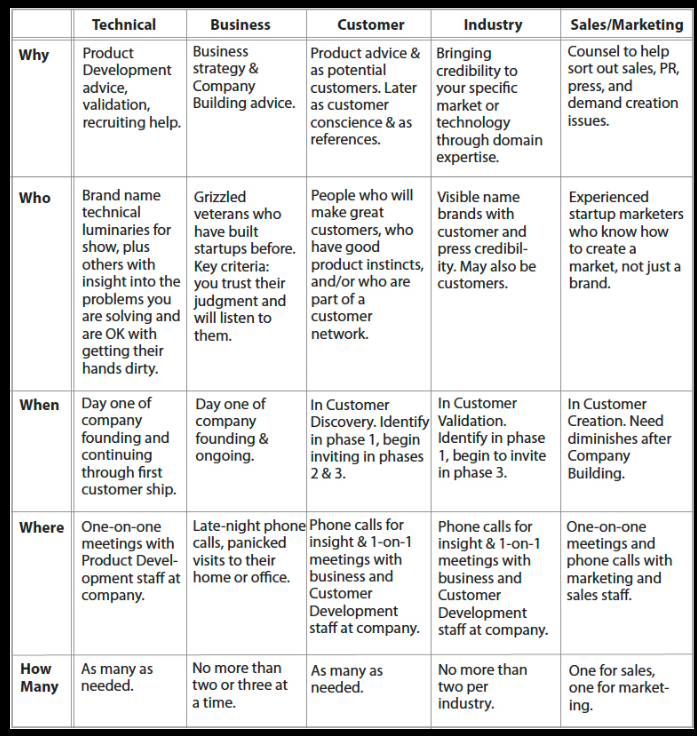 Technical Business Customer Industry Sales/Marketing
Why
Product
Development
advice,
validation,
recruiting help.
Business
strategy &
Company
Building advice.
Product advice &
as potential
customers. Later
as customer
conscience & as
references.
Bringing
credibility to
your specific
market or
technology
through domain
expertise.
Counsel to help
sort out sales, PR,
press, and
demand creation
issues.
Who
Brand name
technical
luminaries for
show, plus
others with
insight into the
problems you
are solving and
are OK with
getting their
hands dirty.
Grizzled
veterans who
have built
startups before.
Key criteria:
you trust their
judgment and
will listen to
them.
People who will
make great
customers, who
have good
product instincts,
and/or who are
part of a
customer
network.
Visible name
brands with
customer and
press credibil-
ity. May also be
customers.
Experienced
startup marketers
who know how
to create a
market, not just a
brand.
When
Day one of
company
founding and
continuing
through first
customer ship.
Day one of
company
founding &
ongoing.
In Customer
Discovery. Identify
in phase 1, begin
inviting in phases
2 & 3.
In Customer
Validation.
Identify in phase
1, begin to invite
in phase 3.
In Customer
Creation. Need
diminishes after
Company
Building.
Where
One-on-one
meetings with
Product Devel-
opment staff at
company.
Late-night phone
calls, panicked
visits to their
home or office.
Phone calls for
insight & 1-on-1
meetings with
business and
Customer
Development
staff at company.
Phone calls for
insight & 1-on-1
meetings with
business and
Customer
Development
staff at company.
One-on-one
meetings and
phone calls with
marketing and
sales staff.
How
Many
As many as
needed.
No more than
two or three at
a time.
As many as
needed.
No more than
two per
industry.
One for sales,
one for market-
ing.